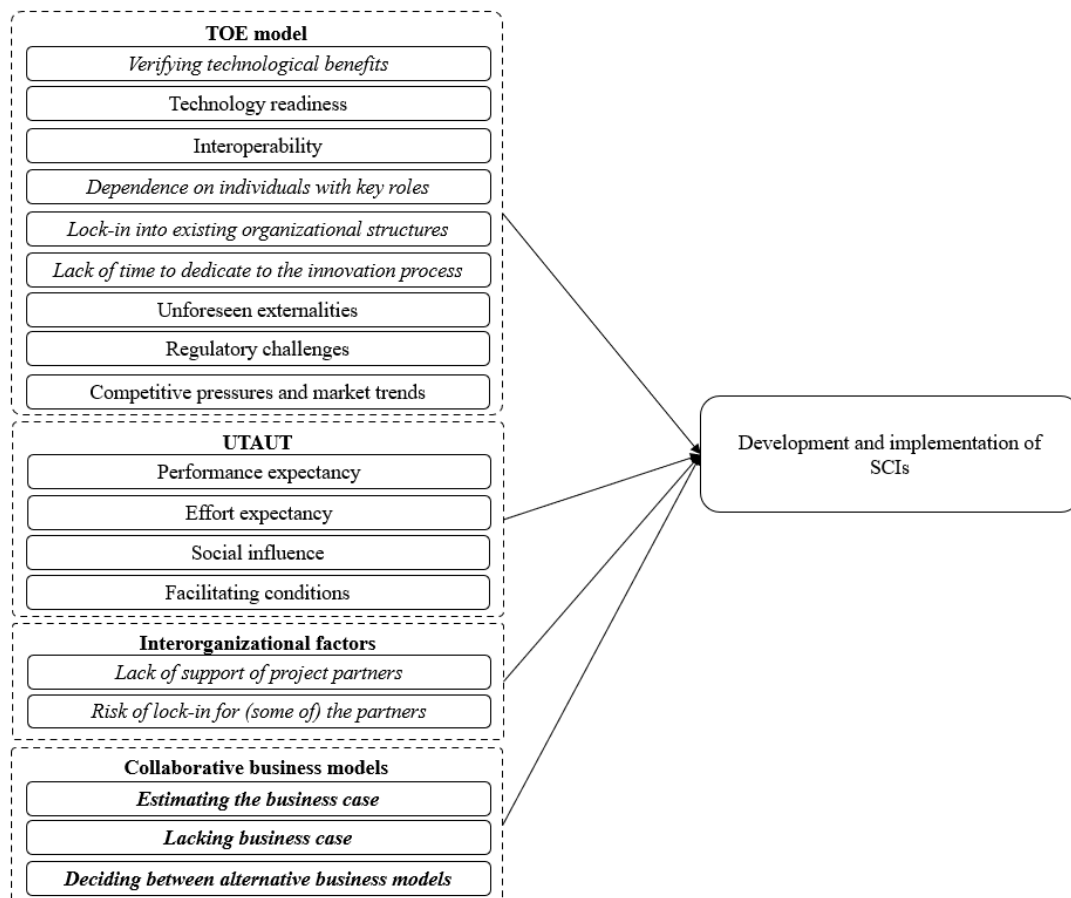 TOE model
Verifying technological benefits
Technology readiness
Interoperability
Dependence on individuals with key roles
Lock-in into existing organizational structures
Lack of time to dedicate to the innovation process
Unforeseen externalities
Regulatory challenges
Competitive pressures and market trends
UTAUT
Performance expectancy
Effort expectancy
Social influence
Facilitating conditions
Interorganizational factors
Lack of support of project partners
Risk of lock-in for (some of) the partners
Collaborative business models
Estimating the business case
Lacking business case
Deciding between alternative business models
Development and implementation of
SCIs